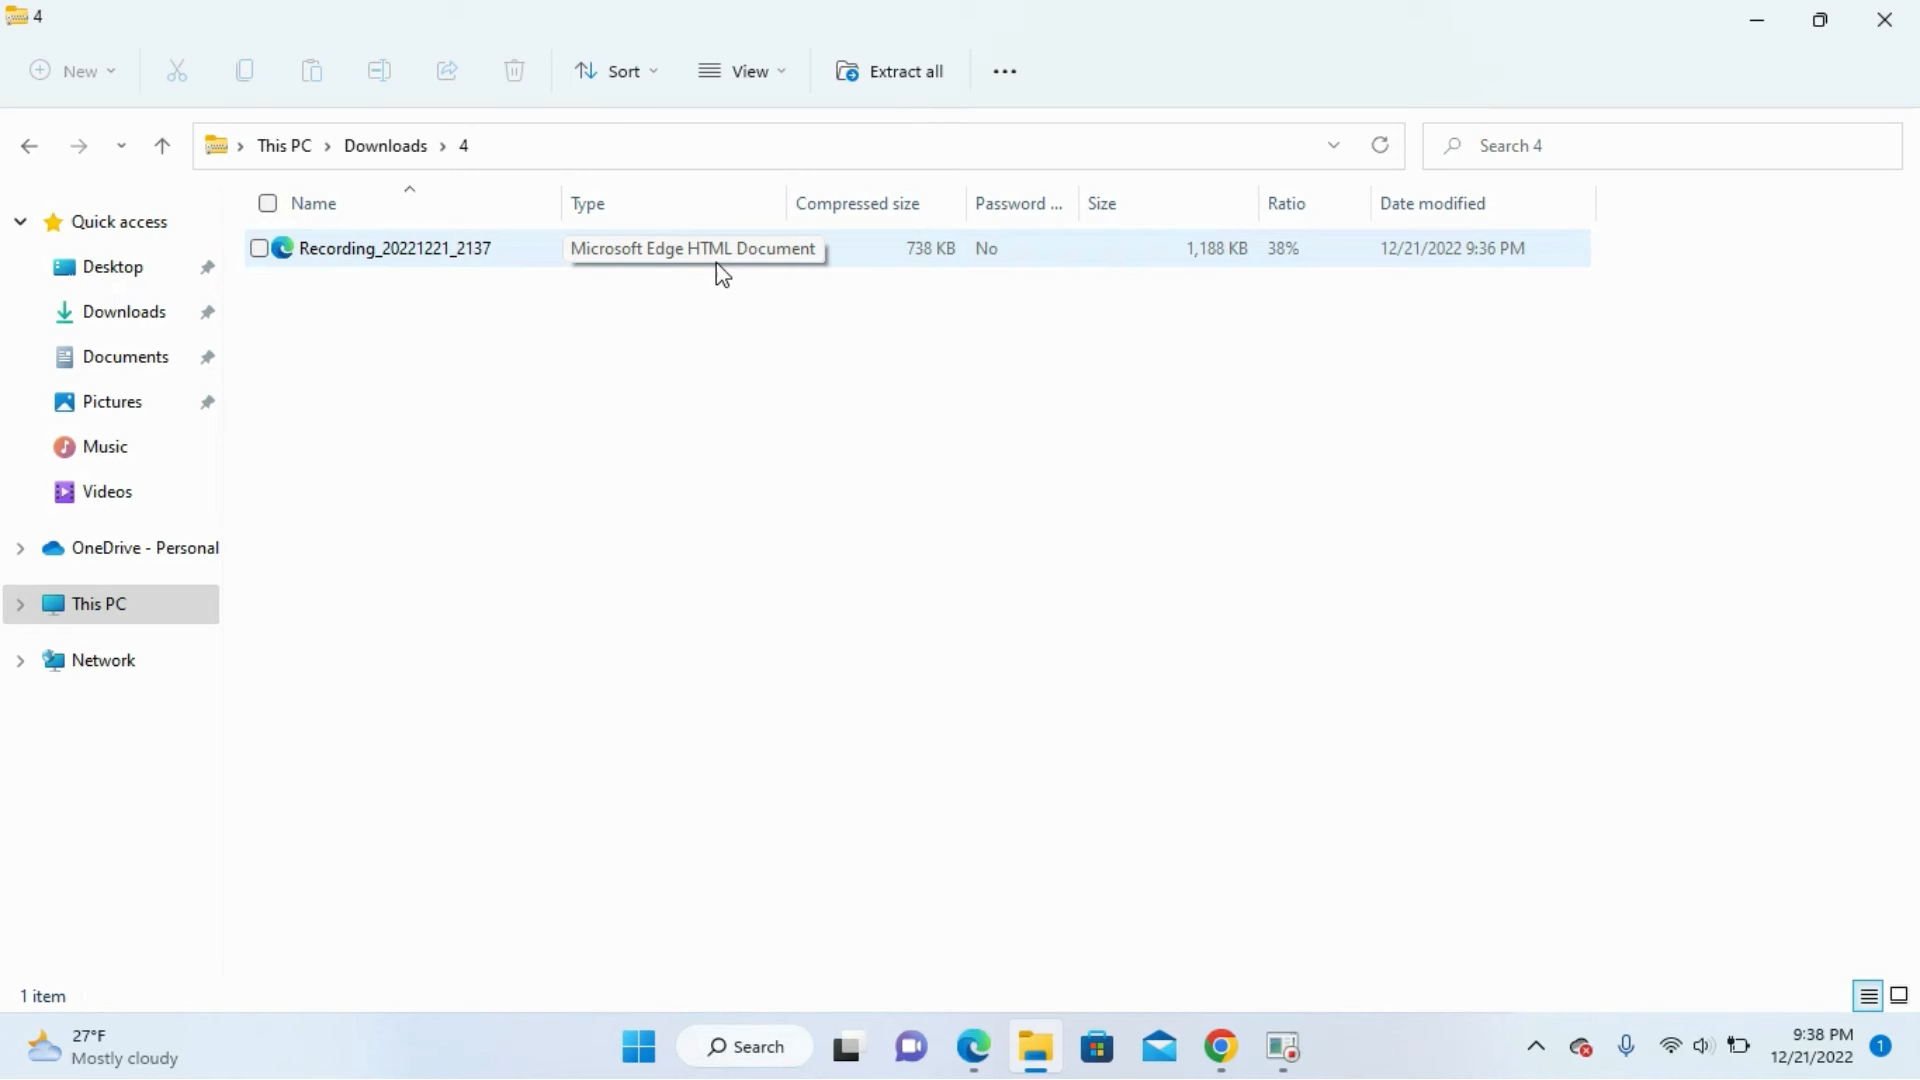 4
New
Sort
View
Extract all
This PC
Downloads
4
Search 4
Name
Type
Compressed size
Password ...
Size
Ratio
Date modified
Recording_20221221_2137
Microsoft Edge HTML Document
738 KB
No
1,188 KB
38%
12/21/2022 9:36 PM
Quick access
Desktop
Downloads
Documents
Pictures
Music
Videos
OneDrive - Personal
This PC
Network
1 item
27°F
Mostly cloudy
Search
9:38 PM
12/21/2022
1